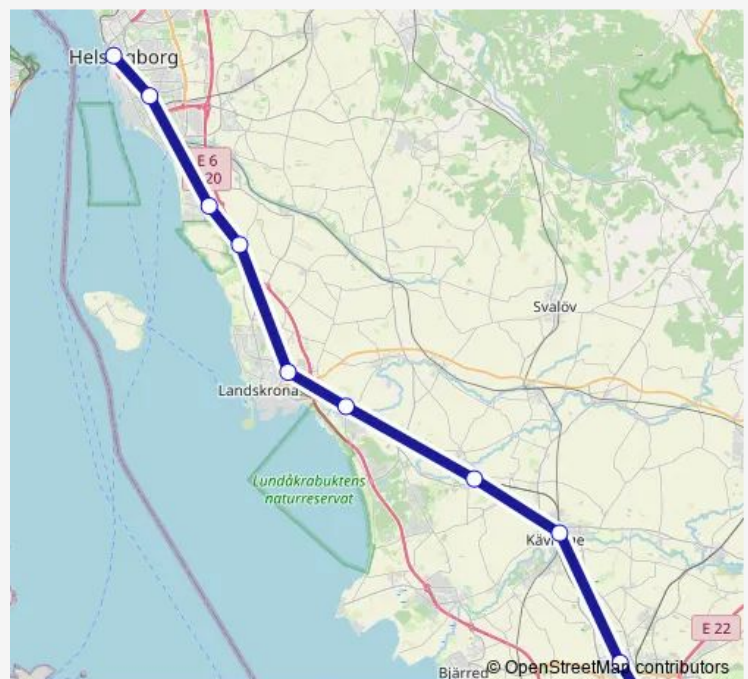 E 6
20
Svalöv
Landskrona
Lundåkrabuktens
naturreservat
E 22
Bjärred
© OpenStreetMap contributors